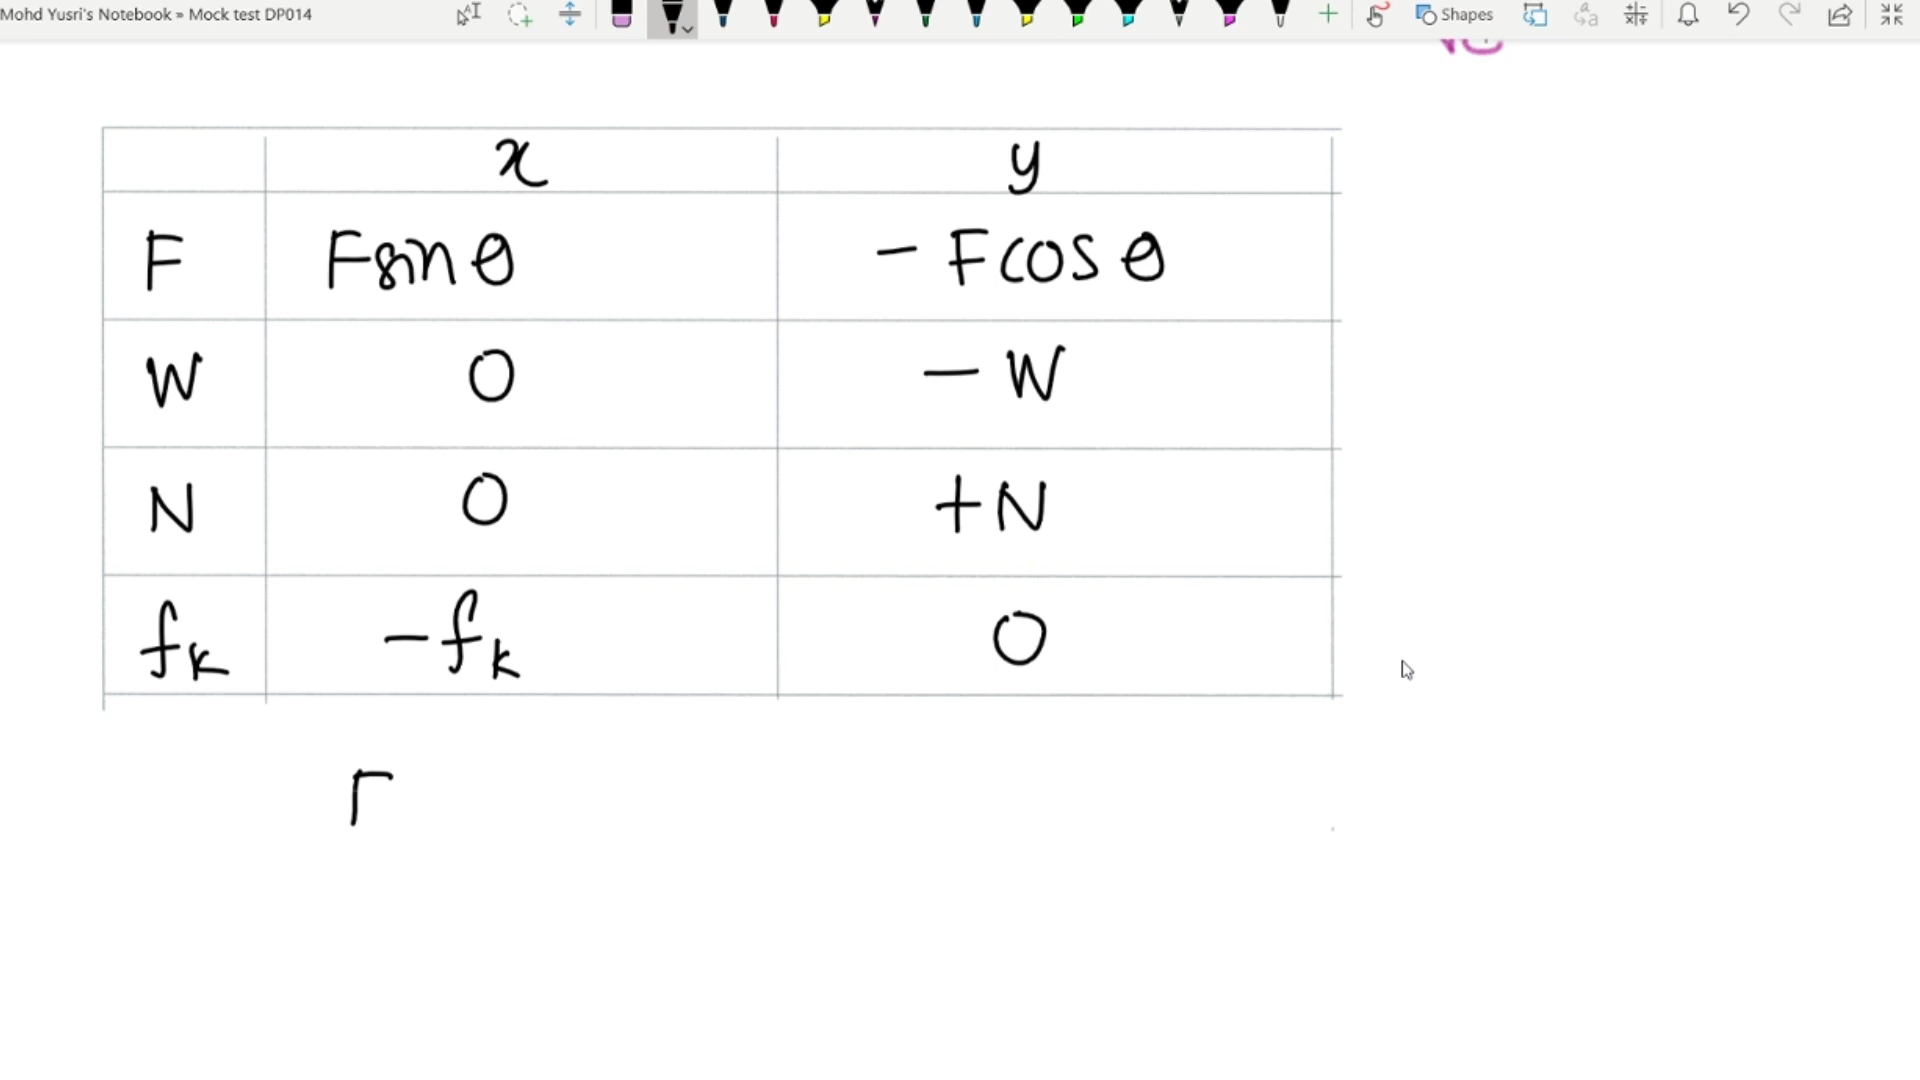 Mohd Yusri's Notebook » Mock test DP014
Shapes
x y
F Fsin θ - Fcos θ
W 0 - W
N 0 +N
fk -fk 0